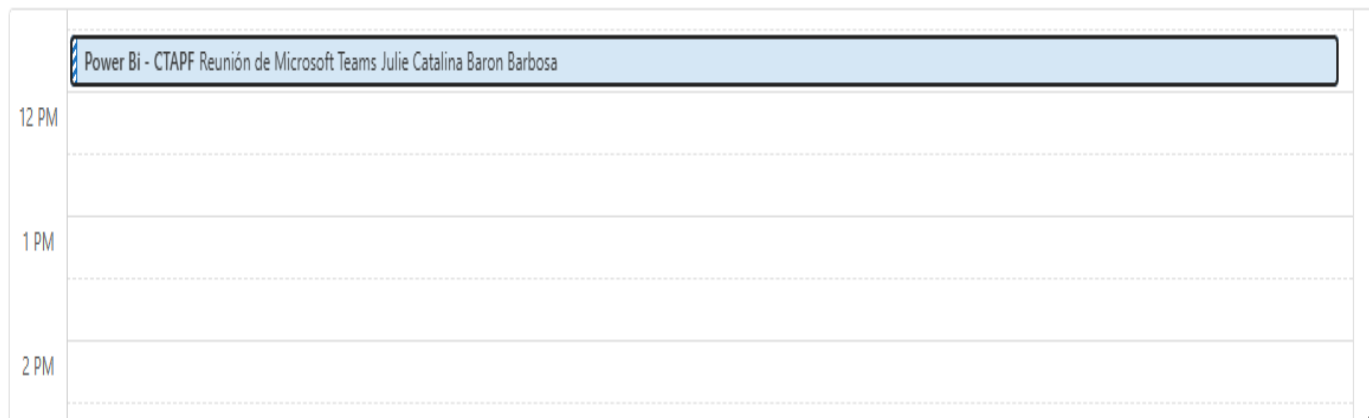 Power Bi - CTAPF Reunión de Microsoft Teams Julie Catalina Baron Barbosa
12 PM
1 PM
2 PM